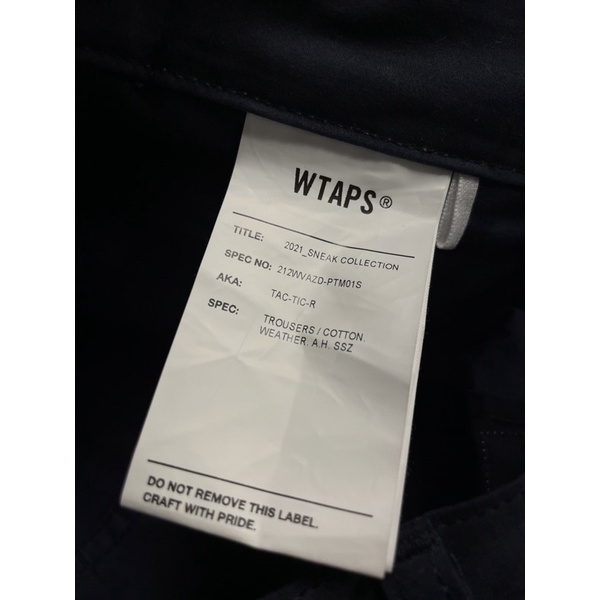 WTAPS®
TITLE: 2021_SNEAK COLLECTION
SPEC NO: 212WVAZD-PTM01S
AKA: TAC-TIC-R
SPEC: TROUSERS / COTTON.
WEATHER. A.H. SSZ
DO NOT REMOVE THIS LABEL.
CRAFT WITH PRIDE.